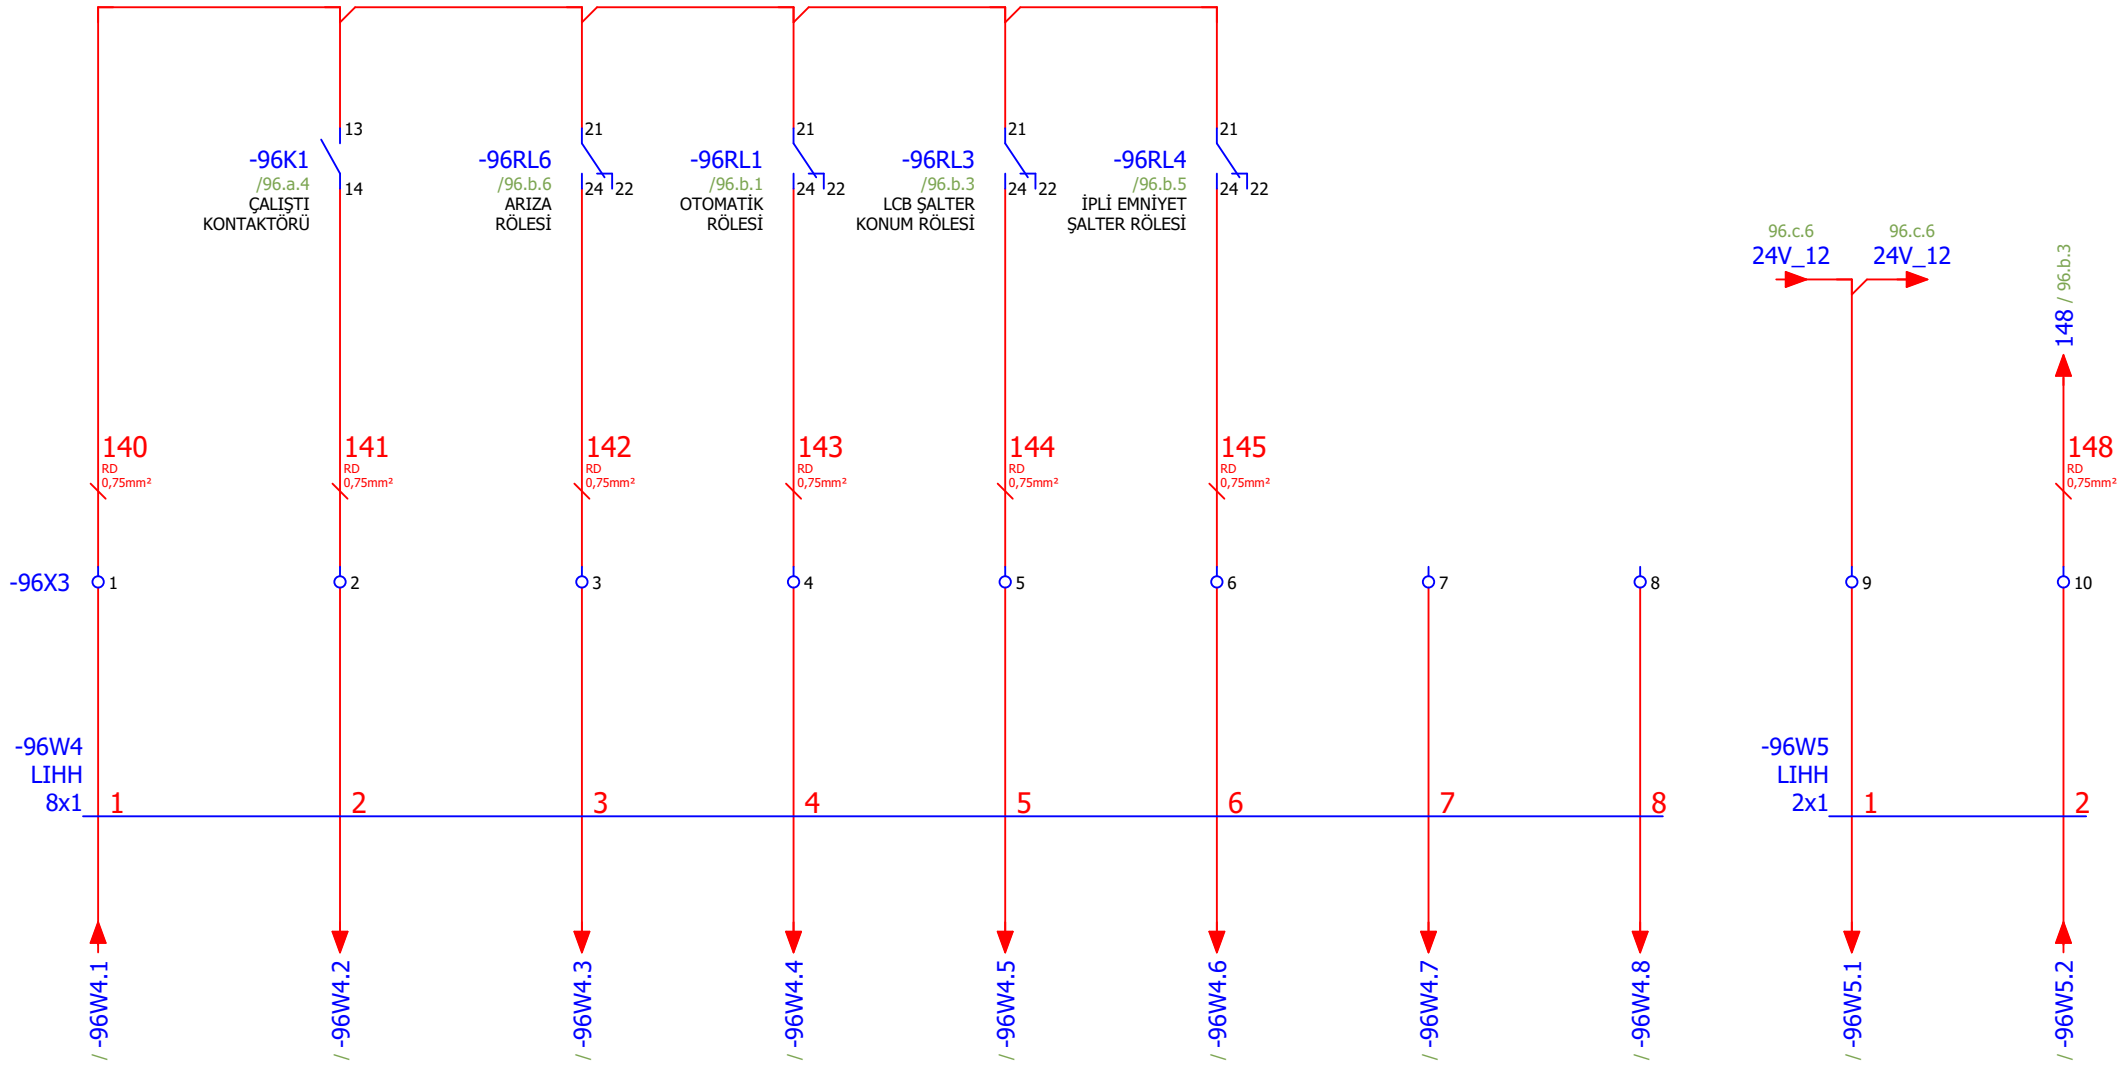 13
-96K1
/96.a.4
14
ÇALIŞTI
KONTAKTÖRÜ
21
-96RL6
/96.b.6
24 22
ARIZA
RÖLESİ
21
-96RL1
/96.b.1
24 22
OTOMATİK
RÖLESİ
21
-96RL3
/96.b.3
24 22
LCB ŞALTER
KONUM RÖLESİ
21
-96RL4
/96.b.5
24 22
İPLİ EMNİYET
ŞALTER RÖLESİ
96.c.6
24V_12
96.c.6
24V_12
148 / 96.b.3
140
RD
0,75mm²
141
RD
0,75mm²
142
RD
0,75mm²
143
RD
0,75mm²
144
RD
0,75mm²
145
RD
0,75mm²
148
RD
0,75mm²
-96X3 1 2 3 4 5 6 7 8 9 10
-96W4
LIHH
8x1 1 2 3 4 5 6 7 8
-96W5
LIHH
2x1 1 2
/ -96W4.1
/ -96W4.2
/ -96W4.3
/ -96W4.4
/ -96W4.5
/ -96W4.6
/ -96W4.7
/ -96W4.8
/ -96W5.1
/ -96W5.2